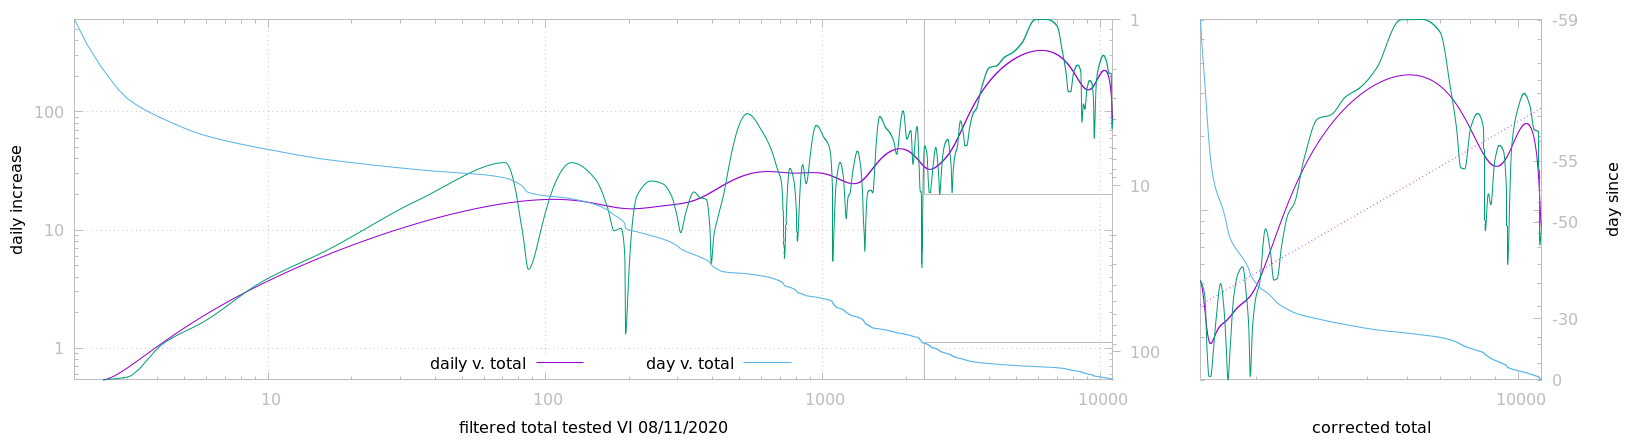 daily increase
100
10
1
10
100
1000
10000
1
10
100
daily v. total
day v. total
filtered total tested VI 08/11/2020
-59
-55
-50
-30
0
10000
day since
corrected total